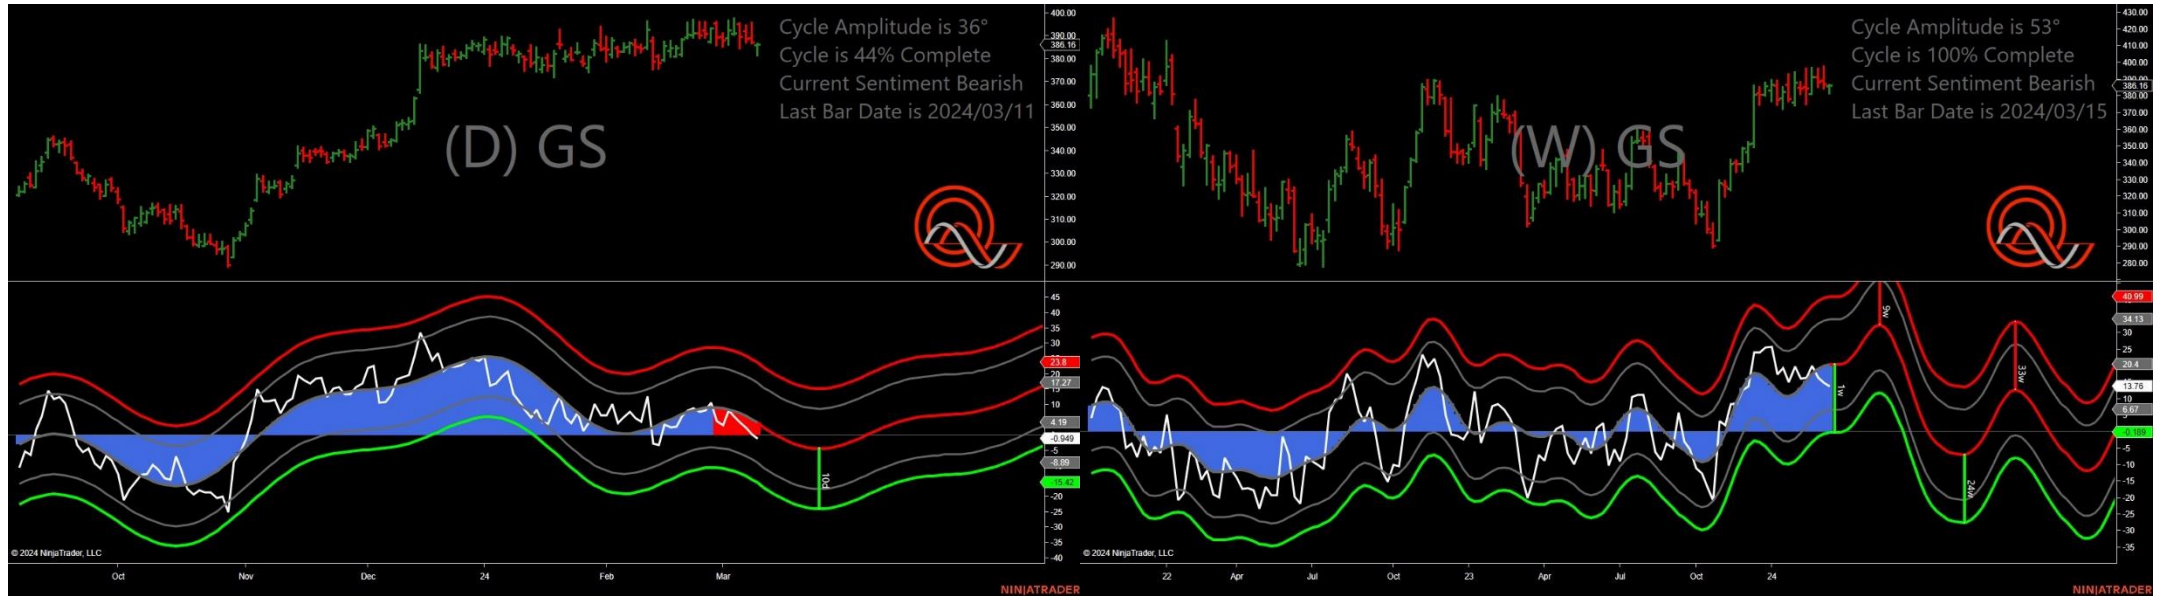 Cycle Amplitude is 36°
Cycle is 44% Complete
Current Sentiment Bearish
Last Bar Date is 2024/03/11
(D) GS
400.00
390.00
386.16
380.00
370.00
360.00
350.00
340.00
330.00
320.00
310.00
300.00
290.00
45
40
35
30
23.8
20
17.27
10
4.19
-0.949
-5
-8.89
-15.42
-20
-25
-30
-35
-40
10d
© 2024 NinjaTrader, LLC
Oct
Nov
Dec
24
Feb
Mar
NINJATRADER
Cycle Amplitude is 53°
Cycle is 100% Complete
Current Sentiment Bearish
Last Bar Date is 2024/03/15
(W) GS
430.00
420.00
410.00
400.00
390.00
386.16
380.00
370.00
360.00
350.00
340.00
330.00
320.00
310.00
300.00
290.00
280.00
40.99
34.13
30
25
20.4
13.76
10
6.67
-0.189
-5
-10
-15
-20
-25
-30
-35
1w
9w
24w
33w
© 2024 NinjaTrader, LLC
22
Apr
Jul
Oct
23
Apr
Jul
Oct
24
NINJATRADER